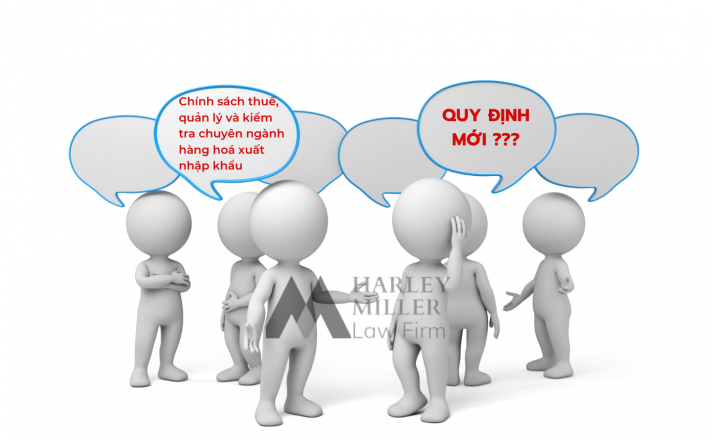 Chính sách thuế,
quản lý và kiểm
tra chuyên ngành
hàng hoá xuất
nhập khẩu
QUY ĐỊNH
MỚI ???
HARLEY
MILLER
Law Firm